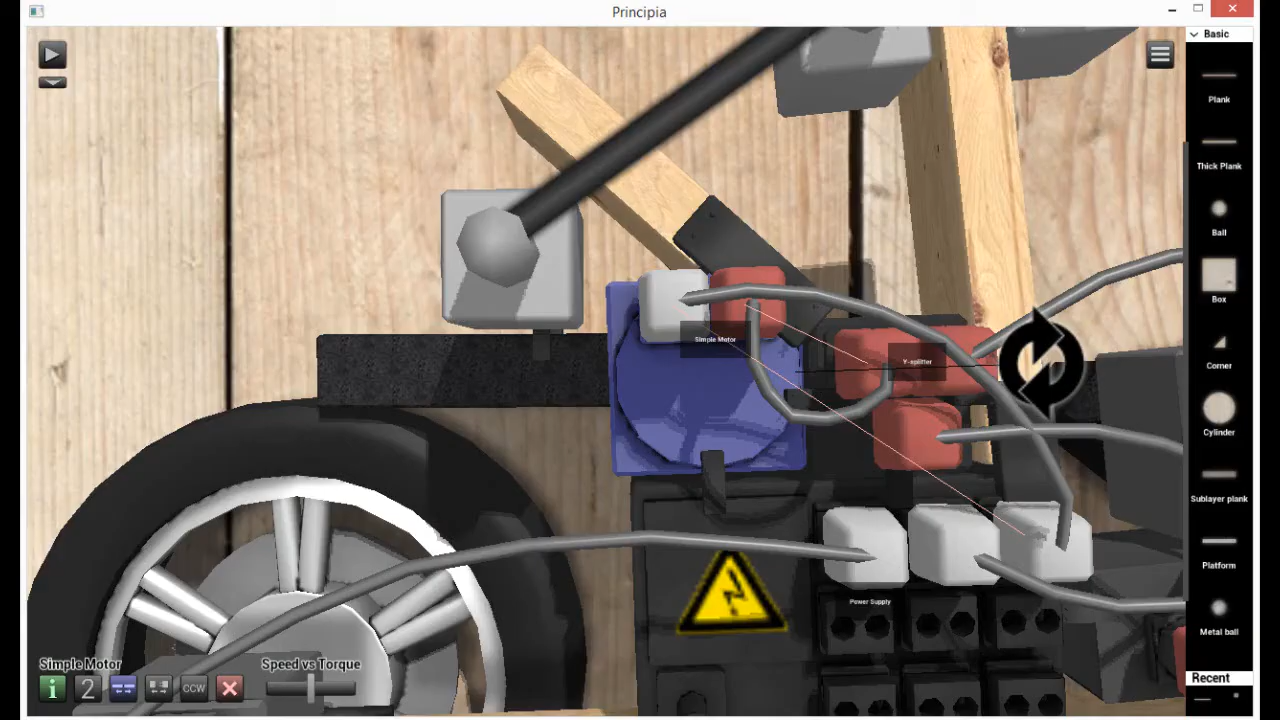 Principia
Basic
Plank
Thick Plank
Ball
Box
Corner
Cylinder
Sublayer plank
Platform
Metal ball
Recent
Simple Motor
Y-splitter
Power Supply
Simple Motor
Speed vs Torque
i
2
CCW